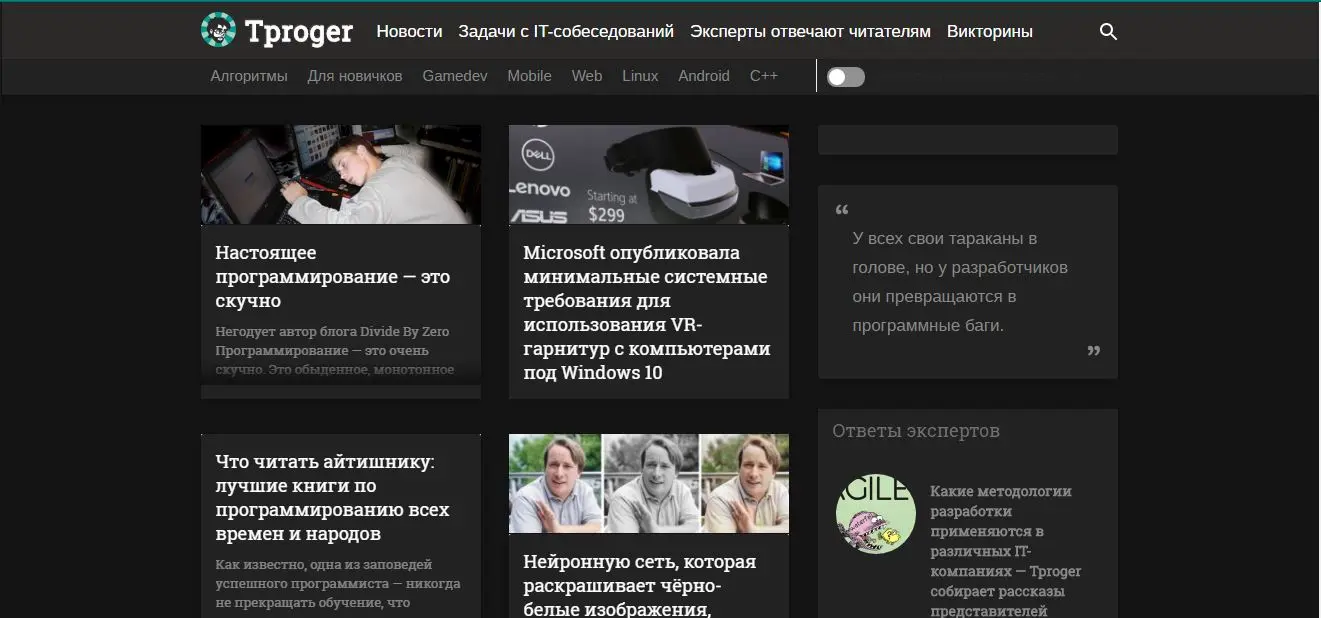 Tproger Новости Задачи с IT-собеседований Эксперты отвечают читателям Викторины
Алгоритмы Для новичков Gamedev Mobile Web Linux Android C++
DELL
Lenovo
ASUS
Starting at
$299
Настоящее
программирование — это
скучно
Негодует автор блога Divide By Zero
Программирование — это очень
скучно. Это обыденное, монотонное
Microsoft опубликовала
минимальные системные
требования для
использования VR-
гарнитур с компьютерами
под Windows 10
“
У всех свои тараканы в
голове, но у разработчиков
они превращаются в
программные баги.
”
Что читать айтишнику:
лучшие книги по
программированию всех
времен и народов
Как известно, одна из заповедей
успешного программиста — никогда
не прекращать обучение, что
Нейронную сеть, которая
раскрашивает чёрно-
белые изображения,
Ответы экспертов
AGILE
Какие методологии
разработки
применяются в
различных IT-
компаниях — Tproger
собирает рассказы
представителей